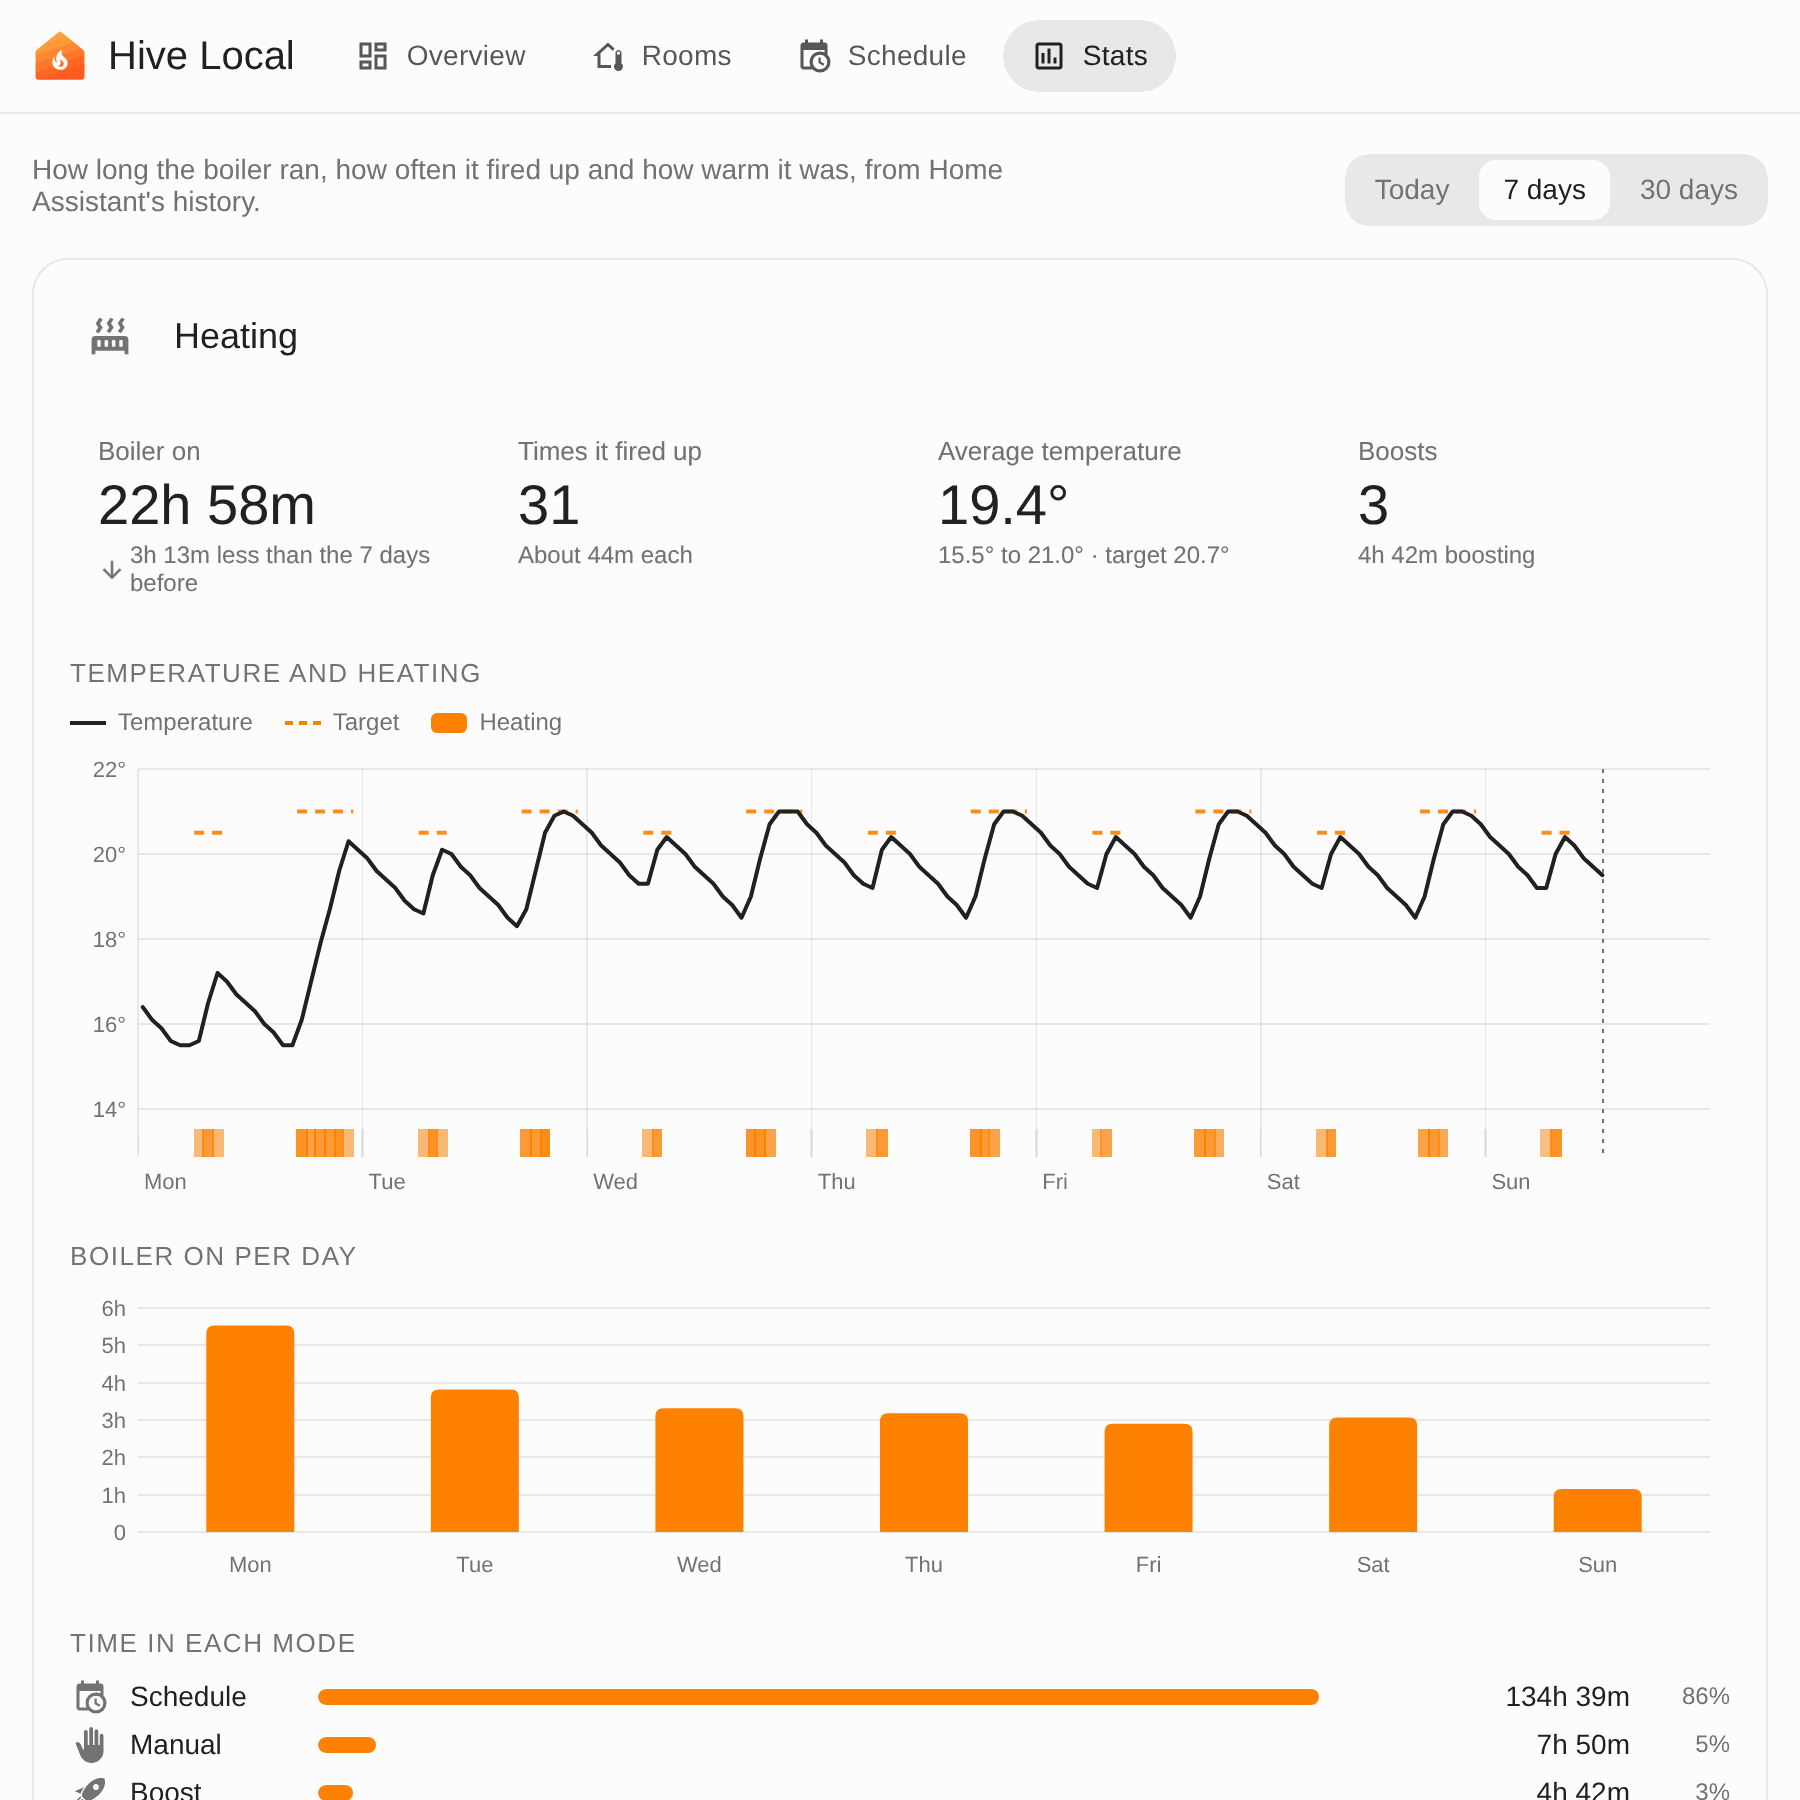 Hive Local
Overview
Rooms
Schedule
Stats
How long the boiler ran, how often it fired up and how warm it was, from Home
Assistant's history.
Today
7 days
30 days
Heating
Boiler on
22h 58m
3h 13m less than the 7 days
before
Times it fired up
31
About 44m each
Average temperature
19.4°
15.5° to 21.0° · target 20.7°
Boosts
3
4h 42m boosting
TEMPERATURE AND HEATING
Temperature
Target
Heating
22°
20°
18°
16°
14°
Mon
Tue
Wed
Thu
Fri
Sat
Sun
BOILER ON PER DAY
6h
5h
4h
3h
2h
1h
0
Mon
Tue
Wed
Thu
Fri
Sat
Sun
TIME IN EACH MODE
Schedule
134h 39m
86%
Manual
7h 50m
5%
Boost
4h 42m
3%